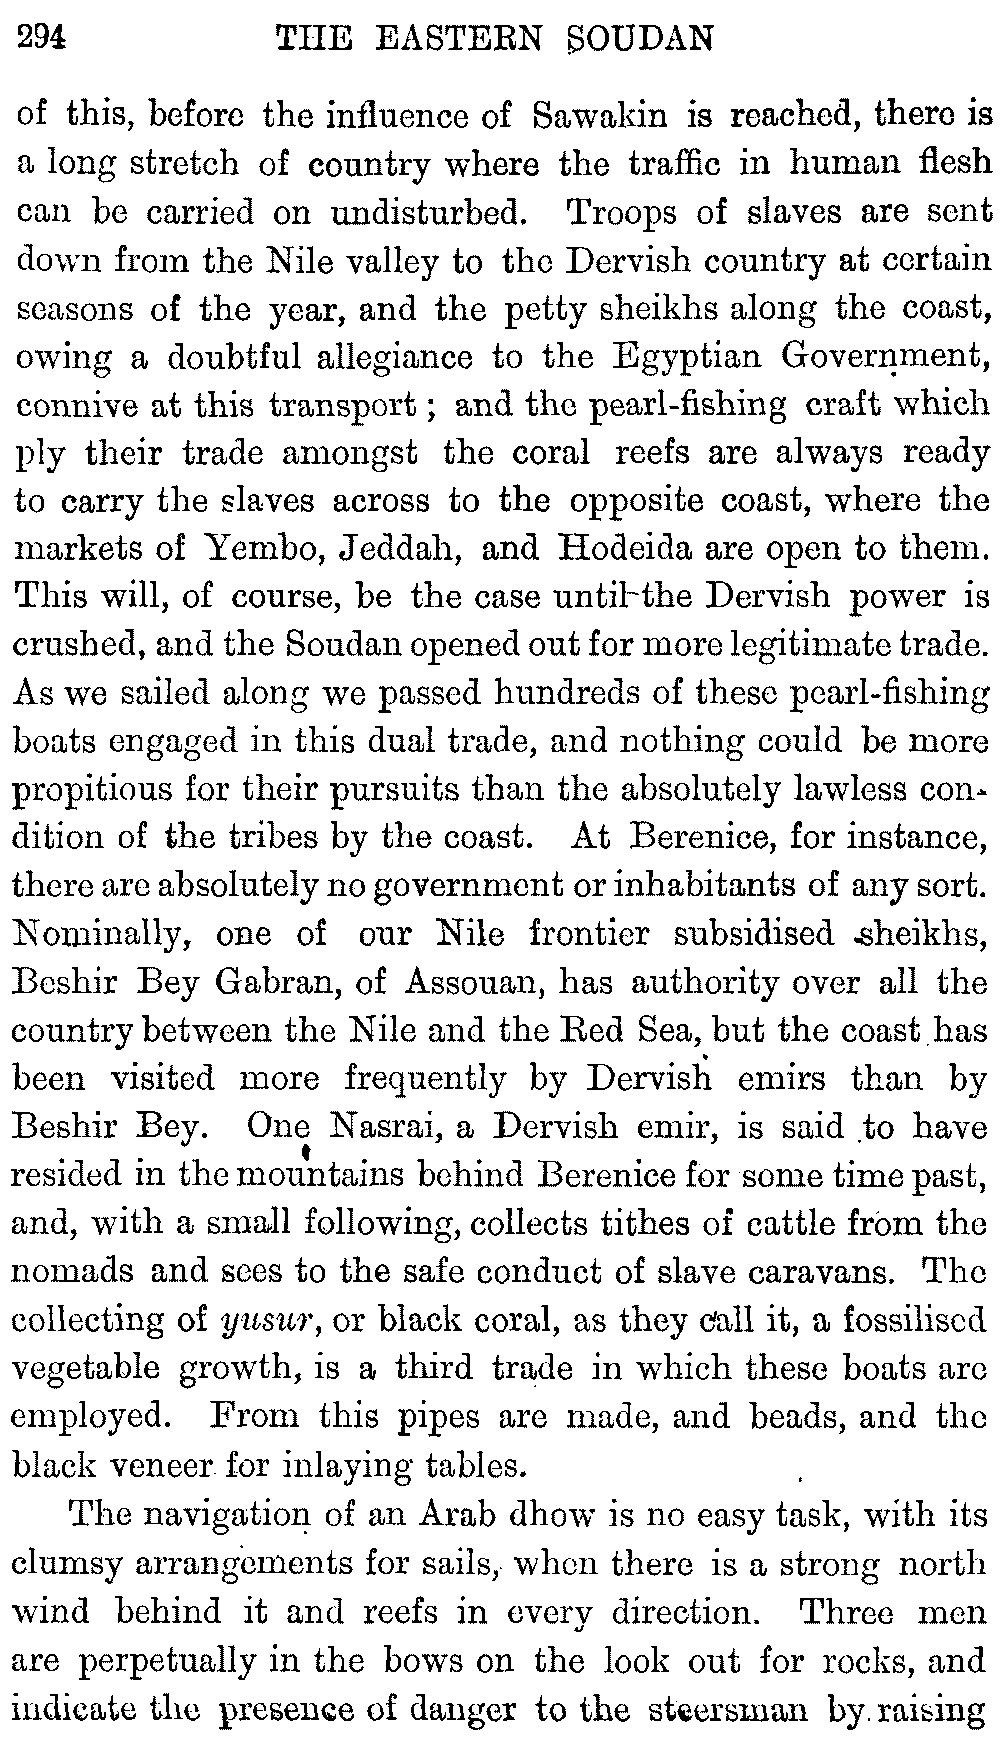 294 THE EASTERN SOUDAN
of this, before the influence of Sawakin is reached, there is
a long stretch of country where the traffic in human flesh
can be carried on undisturbed. Troops of slaves are sent
down from the Nile valley to the Dervish country at certain
seasons of the year, and the petty sheikhs along the coast,
owing a doubtful allegiance to the Egyptian Government,
connive at this transport; and the pearl-fishing craft which
ply their trade amongst the coral reefs are always ready
to carry the slaves across to the opposite coast, where the
markets of Yembo, Jeddah, and Hodeida are open to them.
This will, of course, be the case until the Dervish power is
crushed, and the Soudan opened out for more legitimate trade.
As we sailed along we passed hundreds of these pearl-fishing
boats engaged in this dual trade, and nothing could be more
propitious for their pursuits than the absolutely lawless con-
dition of the tribes by the coast. At Berenice, for instance,
there are absolutely no government or inhabitants of any sort.
Nominally, one of our Nile frontier subsidised sheikhs,
Beshir Bey Gabran, of Assouan, has authority over all the
country between the Nile and the Red Sea, but the coast has
been visited more frequently by Dervish emirs than by
Beshir Bey. One Nasrai, a Dervish emir, is said to have
resided in the mountains behind Berenice for some time past,
and, with a small following, collects tithes of cattle from the
nomads and sees to the safe conduct of slave caravans. The
collecting of yusur, or black coral, as they call it, a fossilised
vegetable growth, is a third trade in which these boats are
employed. From this pipes are made, and beads, and the
black veneer for inlaying tables.
The navigation of an Arab dhow is no easy task, with its
clumsy arrangements for sails, when there is a strong north
wind behind it and reefs in every direction. Three men
are perpetually in the bows on the look out for rocks, and
indicate the presence of danger to the steersman by raising